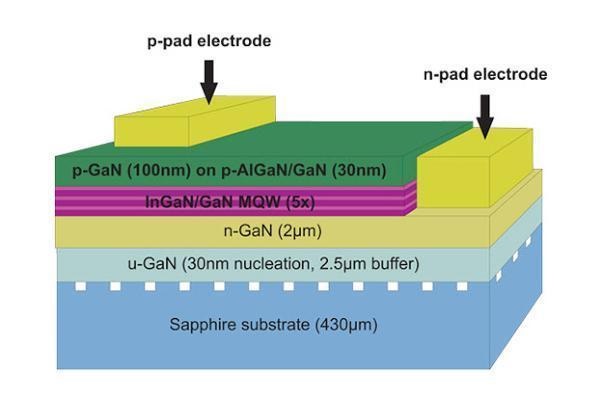 p-pad electrode
n-pad electrode
p-GaN (100nm) on p-AlGaN/GaN (30nm)
InGaN/GaN MQW (5x)
n-GaN (2µm)
u-GaN (30nm nucleation, 2.5µm buffer)
Sapphire substrate (430µm)